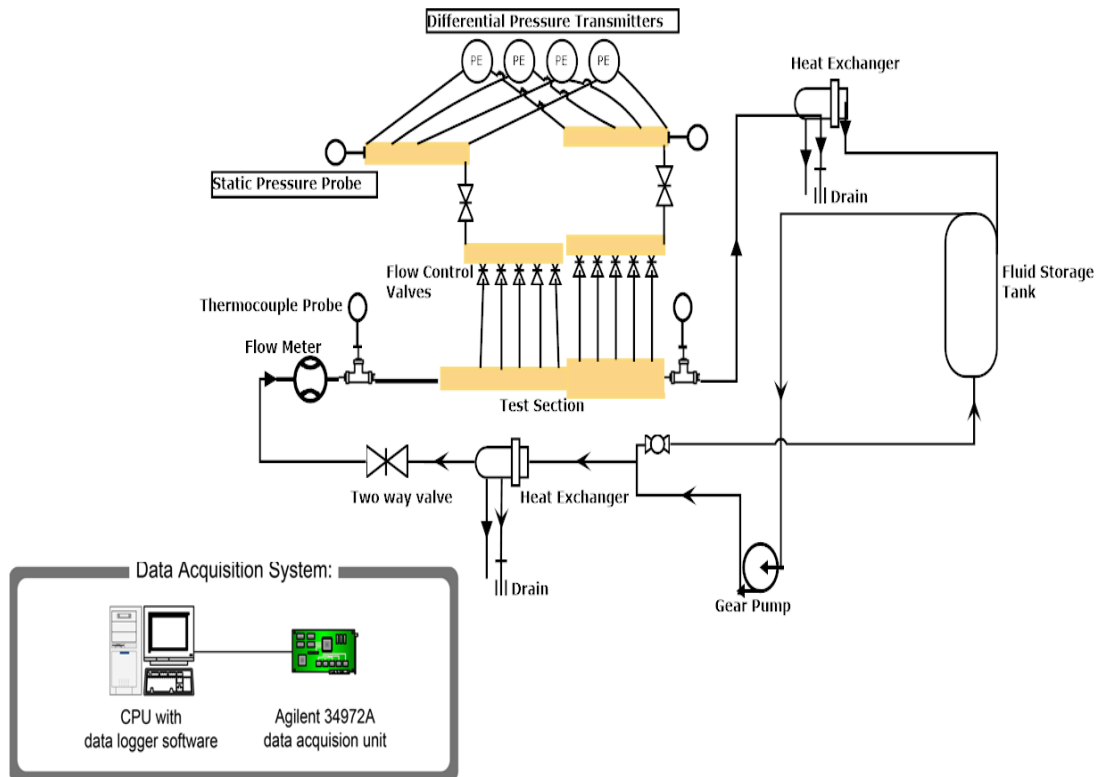 Differential Pressure Transmitters
PE PE PE PE
Heat Exchanger
Static Pressure Probe
Drain
Flow Control
Valves
Fluid Storage
Tank
Thermocouple Probe
Flow Meter
Test Section
Two way valve
Heat Exchanger
Drain
Gear Pump
Data Acquisition System:
CPU with
data logger software
Agilent 34972A
data acquision unit